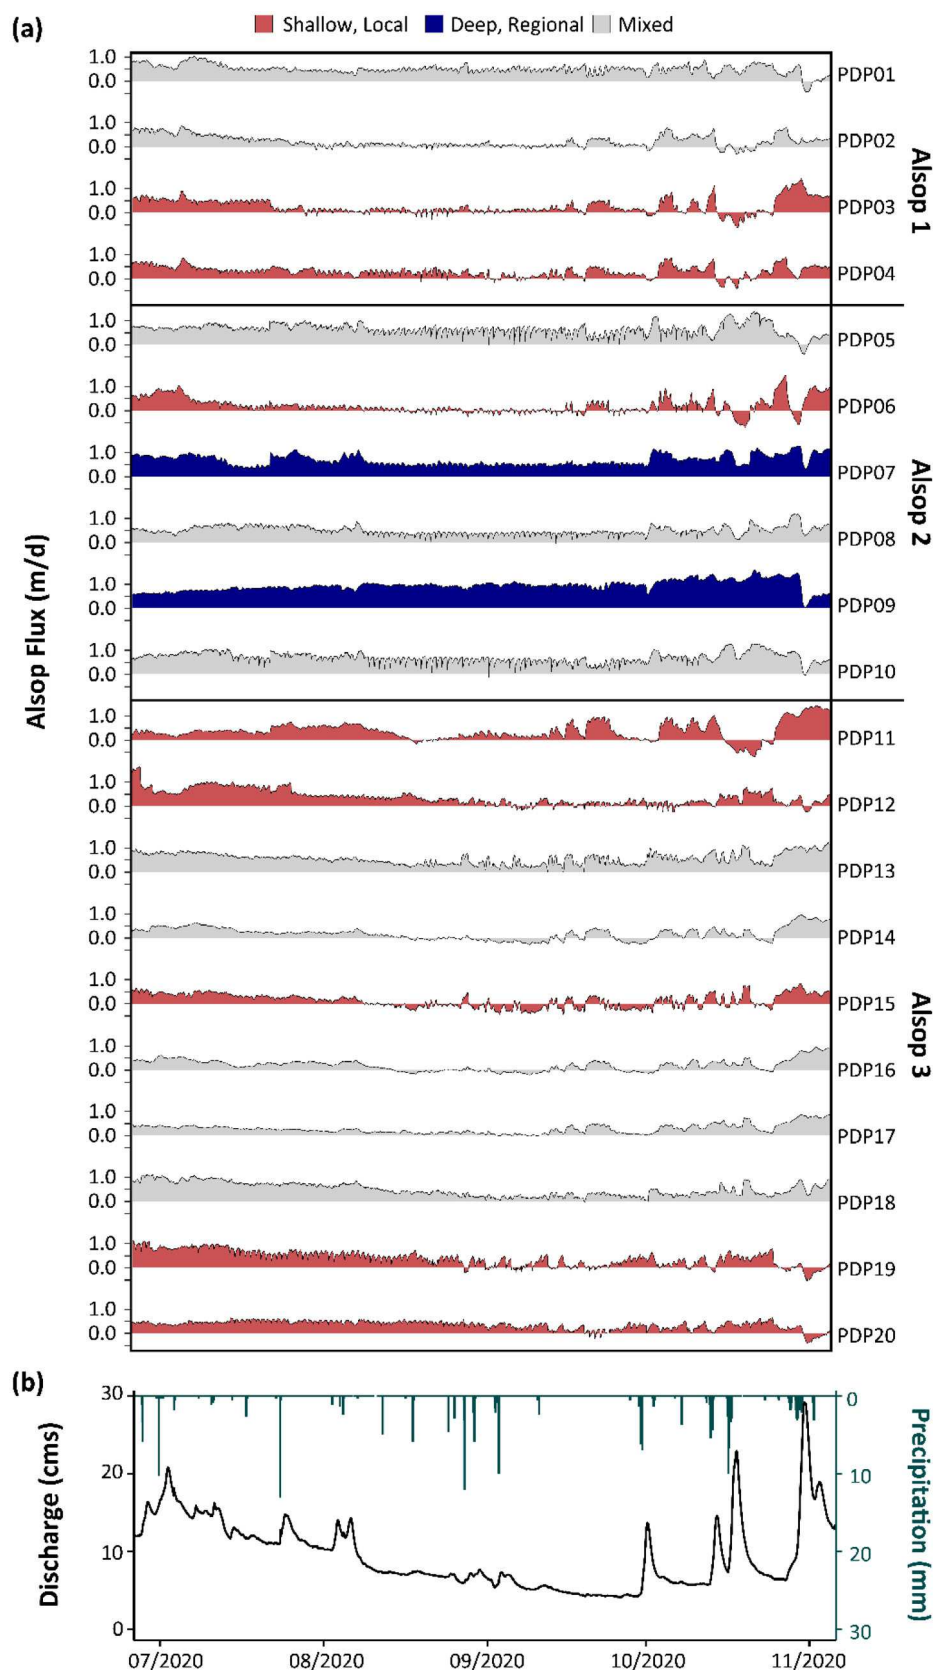 (a)
Shallow, Local Deep, Regional Mixed
1.0
0.0
PDP01
1.0
0.0
PDP02
1.0
0.0
PDP03
1.0
0.0
PDP04
Alsop 1
1.0
0.0
PDP05
1.0
0.0
PDP06
1.0
0.0
PDP07
1.0
0.0
PDP08
1.0
0.0
PDP09
1.0
0.0
PDP10
Alsop 2
Alsop Flux (m/d)
1.0
0.0
PDP11
1.0
0.0
PDP12
1.0
0.0
PDP13
1.0
0.0
PDP14
1.0
0.0
PDP15
1.0
0.0
PDP16
1.0
0.0
PDP17
1.0
0.0
PDP18
1.0
0.0
PDP19
1.0
0.0
PDP20
Alsop 3
(b)
Discharge (cms)
30
20
10
0
0
10
20
30
Precipitation (mm)
07/2020 08/2020 09/2020 10/2020 11/2020